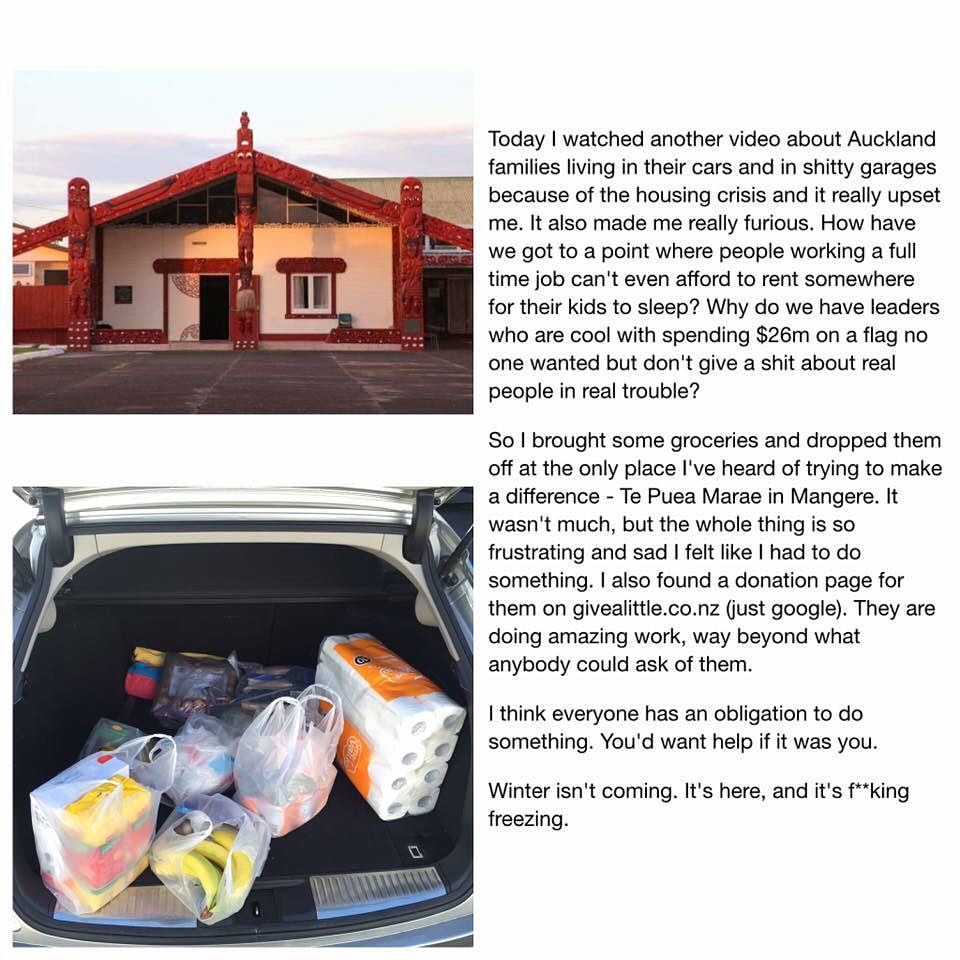 Today I watched another video about Auckland
families living in their cars and in shitty garages
because of the housing crisis and it really upset
me. It also made me really furious. How have
we got to a point where people working a full
time job can't even afford to rent somewhere
for their kids to sleep? Why do we have leaders
who are cool with spending $26m on a flag no
one wanted but don't give a shit about real
people in real trouble?
So I brought some groceries and dropped them
off at the only place I've heard of trying to make
a difference - Te Puea Marae in Mangere. It
wasn't much, but the whole thing is so
frustrating and sad I felt like I had to do
something. I also found a donation page for
them on givealittle.co.nz (just google). They are
doing amazing work, way beyond what
anybody could ask of them.
I think everyone has an obligation to do
something. You'd want help if it was you.
Winter isn't coming. It's here, and it's f**king
freezing.